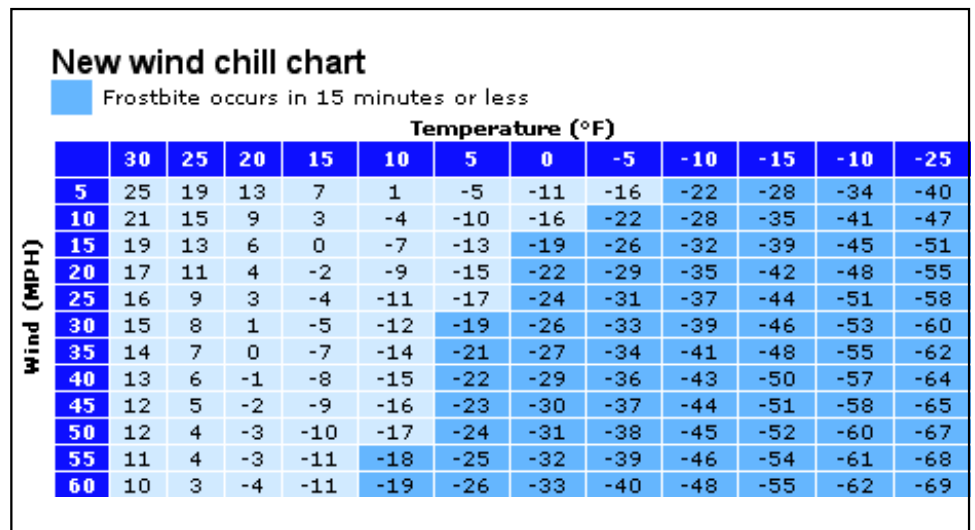 New wind chill chart
Frostbite occurs in 15 minutes or less
Temperature (°F)
30 25 20 15 10 5 0 -5 -10 -15 -10 -25
Wind (MPH)
5 25 19 13 7 1 -5 -11 -16 -22 -28 -34 -40
10 21 15 9 3 -4 -10 -16 -22 -28 -35 -41 -47
15 19 13 6 0 -7 -13 -19 -26 -32 -39 -45 -51
20 17 11 4 -2 -9 -15 -22 -29 -35 -42 -48 -55
25 16 9 3 -4 -11 -17 -24 -31 -37 -44 -51 -58
30 15 8 1 -5 -12 -19 -26 -33 -39 -46 -53 -60
35 14 7 0 -7 -14 -21 -27 -34 -41 -48 -55 -62
40 13 6 -1 -8 -15 -22 -29 -36 -43 -50 -57 -64
45 12 5 -2 -9 -16 -23 -30 -37 -44 -51 -58 -65
50 12 4 -3 -10 -17 -24 -31 -38 -45 -52 -60 -67
55 11 4 -3 -11 -18 -25 -32 -39 -46 -54 -61 -68
60 10 3 -4 -11 -19 -26 -33 -40 -48 -55 -62 -69